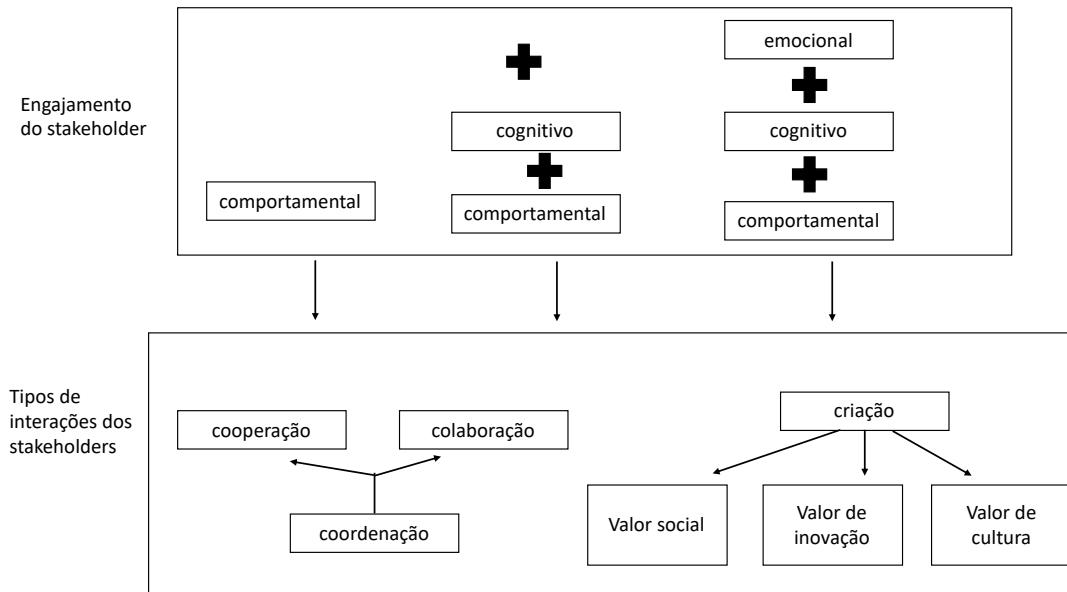 Engajamento
do stakeholder
emocional
cognitivo
cognitivo
comportamental
comportamental
comportamental
Tipos de
interações dos
stakeholders
cooperação
colaboração
criação
coordenação
Valor social
Valor de
inovação
Valor de
cultura